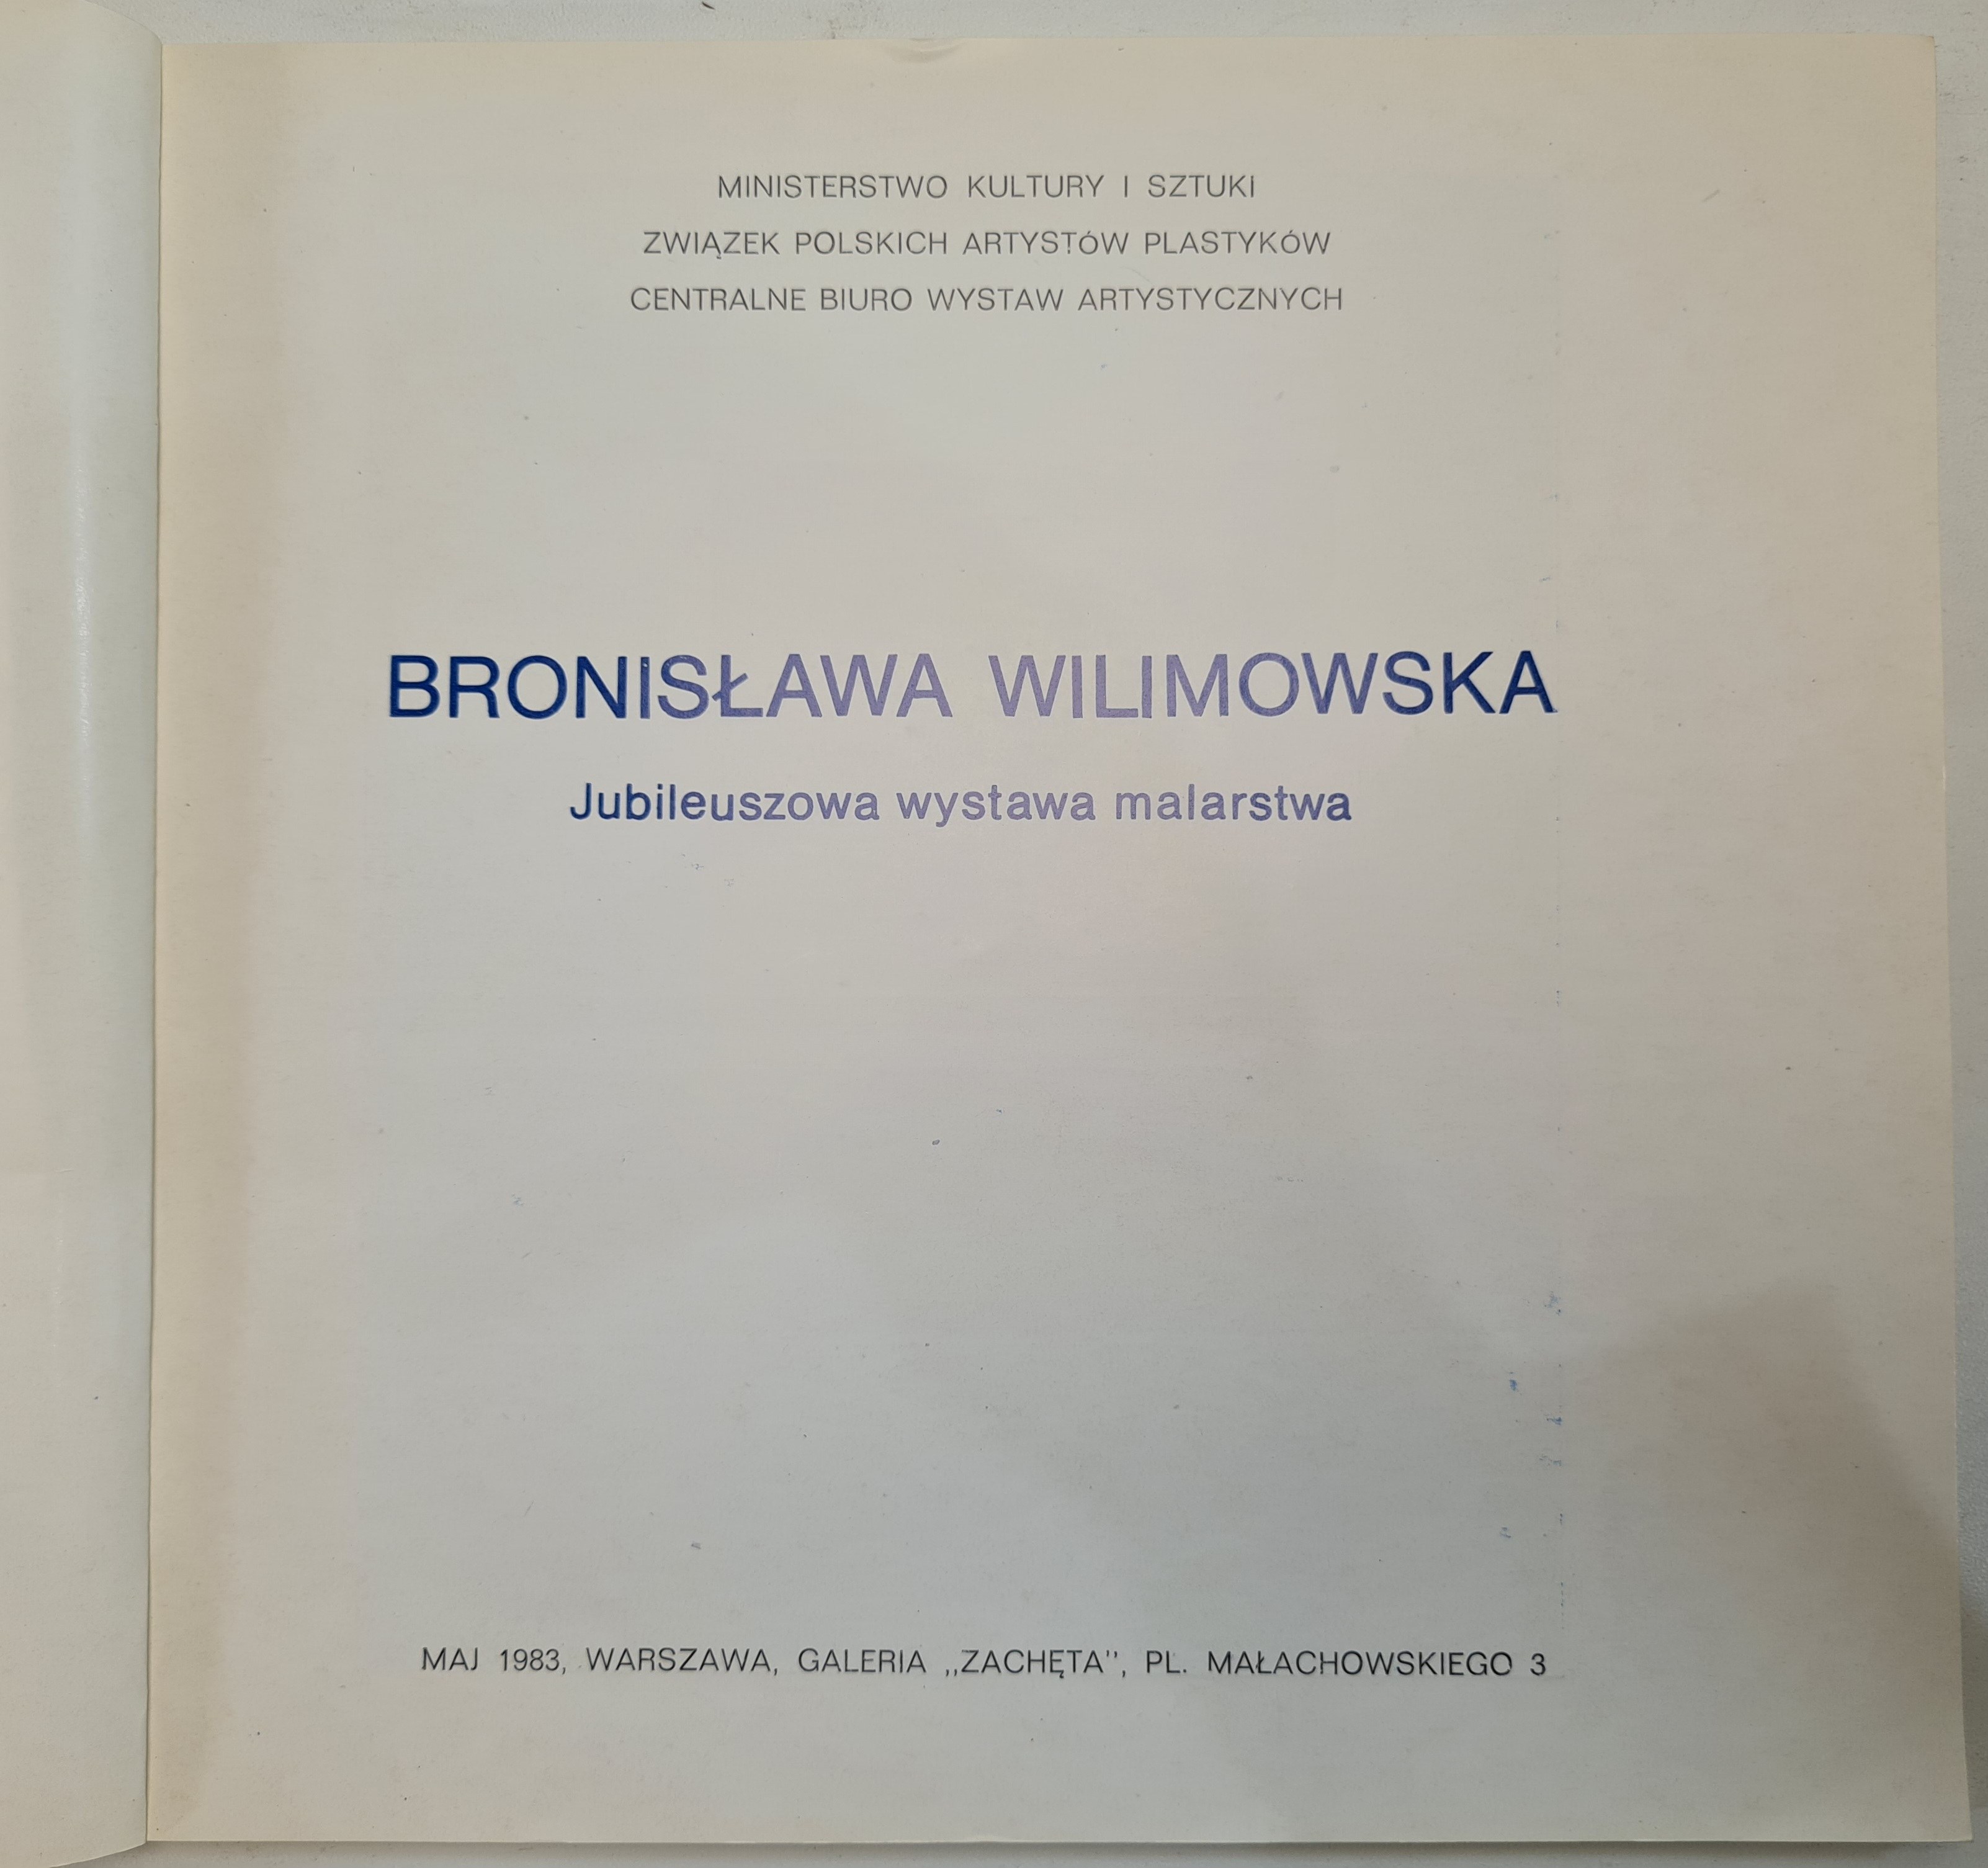 MINISTERSTWO KULTURY I SZTUKI
ZWIĄZEK POLSKICH ARTYSTÓW PLASTYKÓW
CENTRALNE BIURO WYSTAW ARTYSTYCZNYCH
BRONISŁAWA WILIMOWSKA
Jubileuszowa wystawa malarstwa
MAJ 1983, WARSZAWA, GALERIA ,,ZACHĘTA'', PL. MAŁACHOWSKIEGO 3